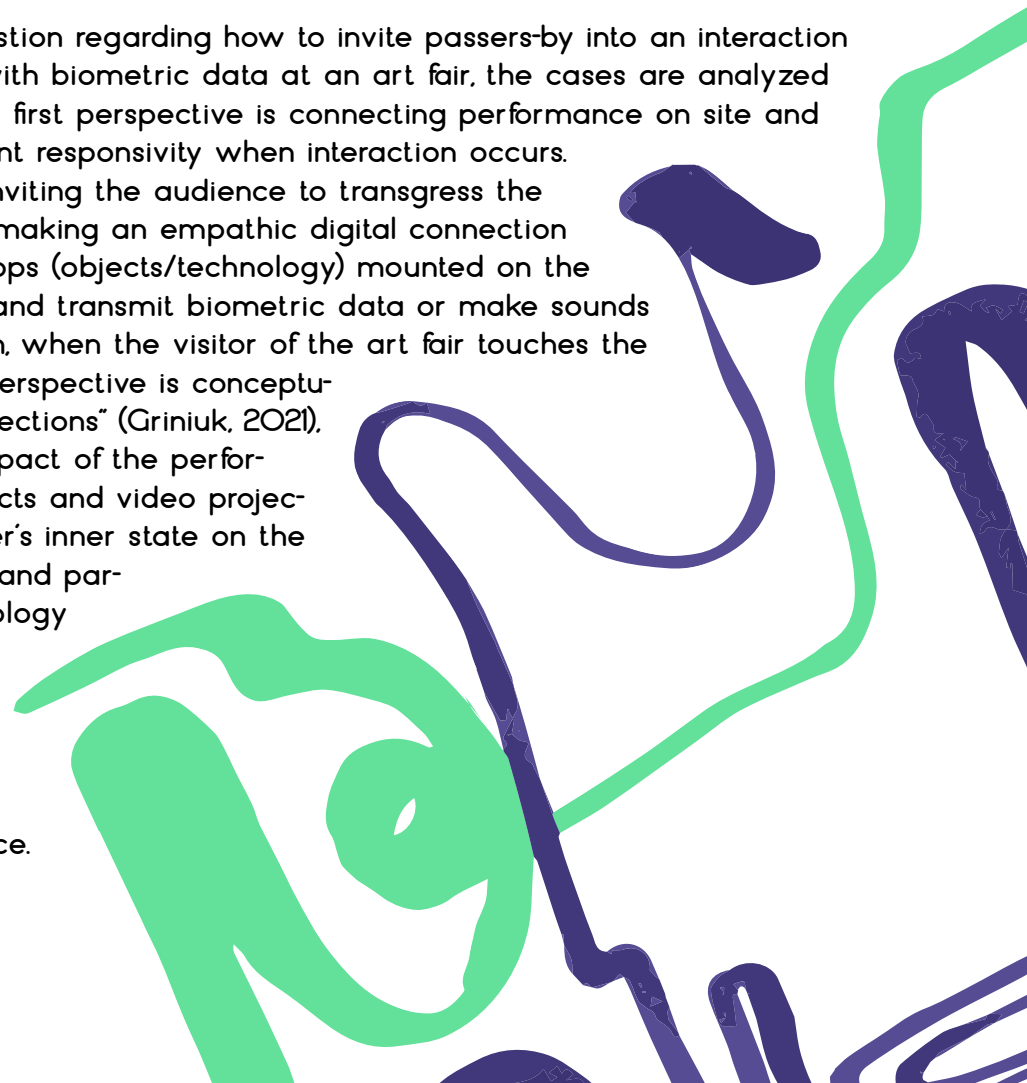 stion regarding how to invite passers-by into an interaction
with biometric data at an art fair, the cases are analyzed
first perspective is connecting performance on site and
nt responsivity when interaction occurs.
nviting the audience to transgress the
making an empathic digital connection
ops (objects/technology) mounted on the
and transmit biometric data or make sounds
, when the visitor of the art fair touches the
erspective is conceptu-
ections” (Griniuk, 2021),
pact of the perfor-
cts and video projec-
er’s inner state on the
and par-
ology
ce.